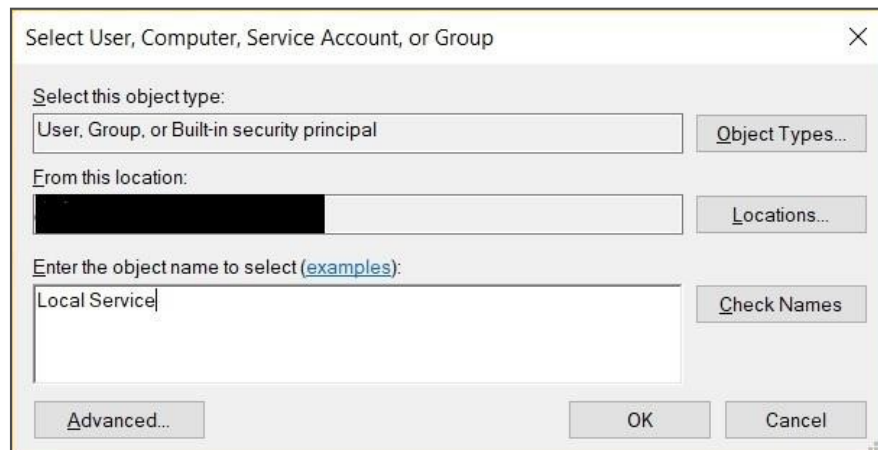 Select User, Computer, Service Account, or Group
Select this object type:
User, Group, or Built-in security principal
Object Types...
From this location:
Locations...
Enter the object name to select (examples):
Local Service
Check Names
Advanced...
OK
Cancel